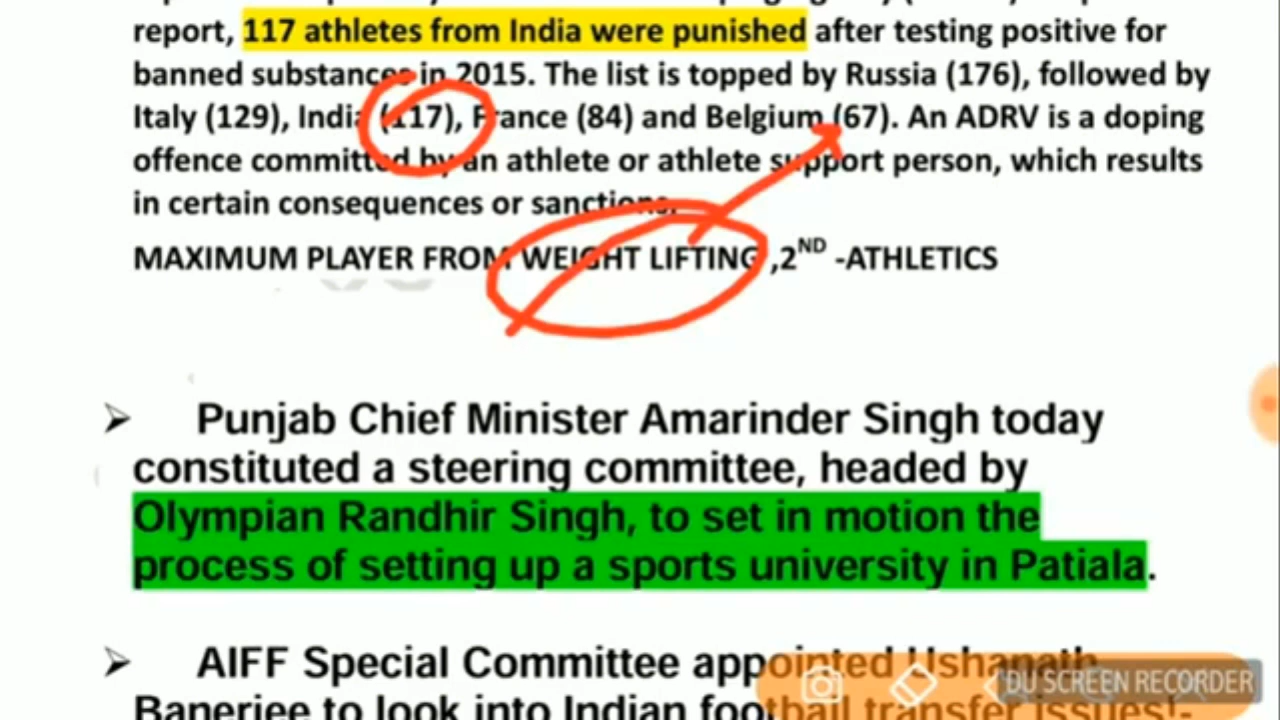 report, 117 athletes from India were punished after testing positive for
banned substances in 2015. The list is topped by Russia (176), followed by
Italy (129), India (117), France (84) and Belgium (67). An ADRV is a doping
offence committed by an athlete or athlete support person, which results
in certain consequences or sanctions.
MAXIMUM PLAYER FROM WEIGHT LIFTING ,2ND -ATHLETICS
➢ Punjab Chief Minister Amarinder Singh today
constituted a steering committee, headed by
Olympian Randhir Singh, to set in motion the
process of setting up a sports university in Patiala.
➢ AIFF Special Committee appointed Ushanath
Banerjee to look into Indian football transfer issues!-
DU SCREEN RECORDER